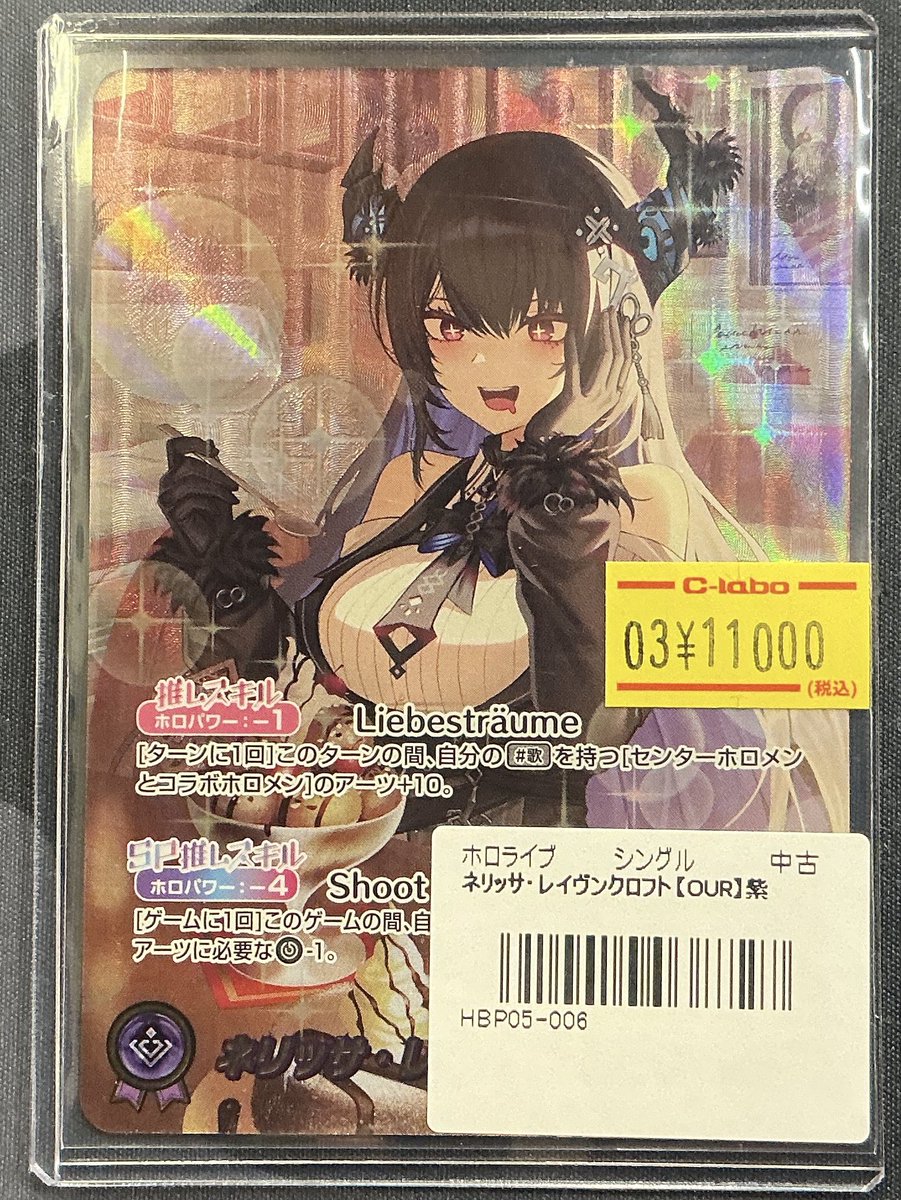 C-labo
03¥11000
(税込)
推しスキル
ホロパワー:-1
Liebesträume
[ターンに1回]このターンの間、自分の#歌を持つ[センターホロメン
とコラボホロメン]のアーツ+10。
SP推しスキル
ホロパワー:-4
Shoot
[ゲームに1回]このゲームの間、自
アーツに必要な-1。
ホロライブ シングル 中古
ネリッサ・レイヴンクロフト【OUR】紫
HBP05-006
ネリッサ・レ